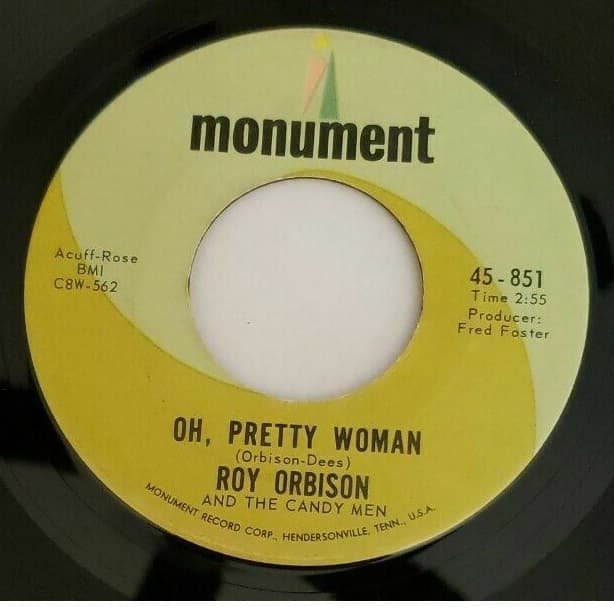 monument
Acuff-Rose
BMI
C8W-562
45-851
Time 2:55
Producer:
Fred Foster
OH, PRETTY WOMAN
(Orbison-Dees)
ROY ORBISON
AND THE CANDY MEN
MONUMENT RECORD CORP., HENDERSONVILLE, TENN., U.S.A.